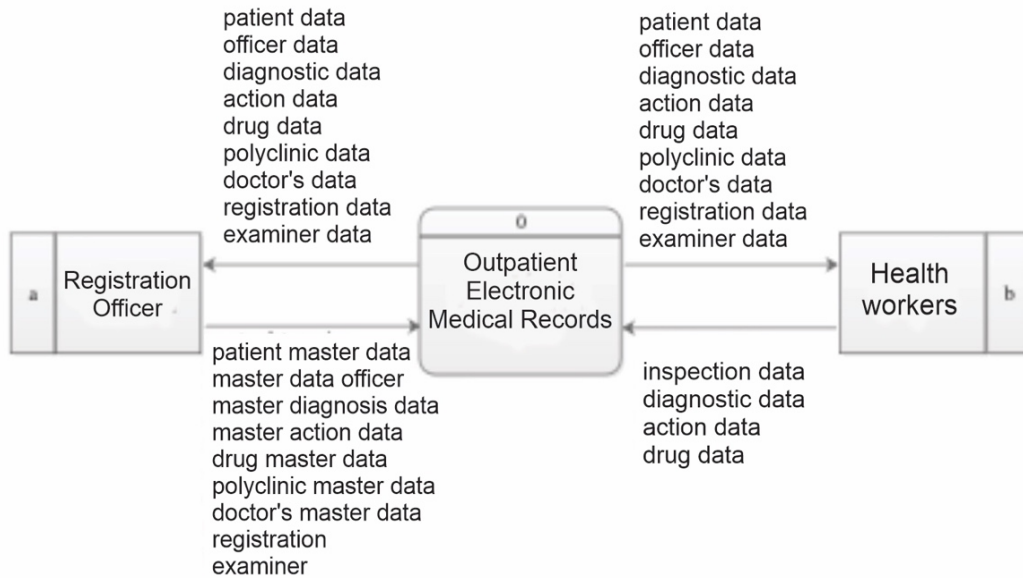 patient data
officer data
diagnostic data
action data
drug data
polyclinic data
doctor's data
registration data
examiner data
patient data
officer data
diagnostic data
action data
drug data
polyclinic data
doctor's data
registration data
examiner data
a
Registration
Officer
0
Outpatient
Electronic
Medical Records
Health
workers
b
patient master data
master data officer
master diagnosis data
master action data
drug master data
polyclinic master data
doctor's master data
registration
examiner
inspection data
diagnostic data
action data
drug data